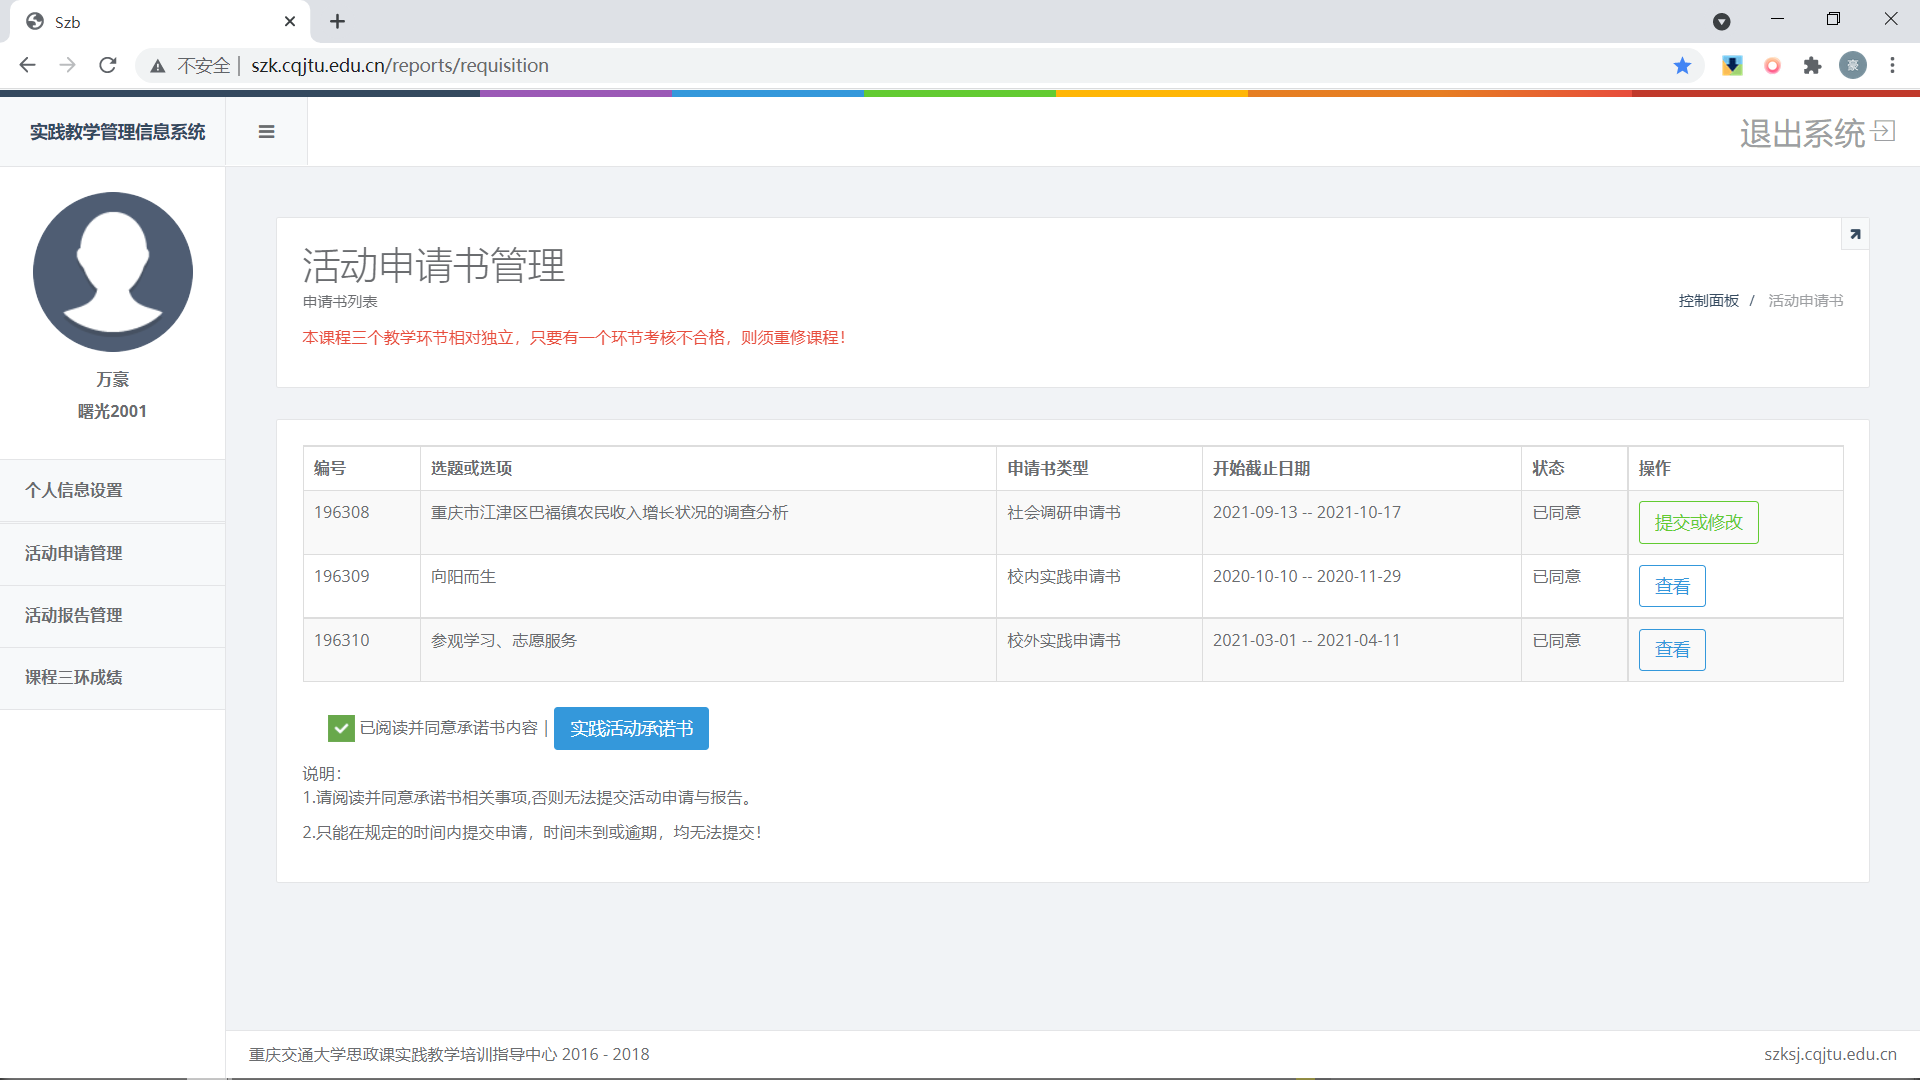 Szb
不安全 | szk.cqjtu.edu.cn/reports/requisition
豪
实践教学管理信息系统
退出系统
活动申请书管理
申请书列表
控制面板 / 活动申请书
本课程三个教学环节相对独立，只要有一个环节考核不合格，则须重修课程！
万豪
曙光2001
个人信息设置
活动申请管理
活动报告管理
课程三环成绩
编号 选题或选项 申请书类型 开始截止日期 状态 操作
196308 重庆市江津区巴福镇农民收入增长状况的调查分析 社会调研申请书 2021-09-13 -- 2021-10-17 已同意 提交或修改
196309 向阳而生 校内实践申请书 2020-10-10 -- 2020-11-29 已同意 查看
196310 参观学习、志愿服务 校外实践申请书 2021-03-01 -- 2021-04-11 已同意 查看
已阅读并同意承诺书内容 | 实践活动承诺书
说明：
1.请阅读并同意承诺书相关事项,否则无法提交活动申请与报告。
2.只能在规定的时间内提交申请，时间未到或逾期，均无法提交！
重庆交通大学思政课实践教学培训指导中心 2016 - 2018
szksj.cqjtu.edu.cn